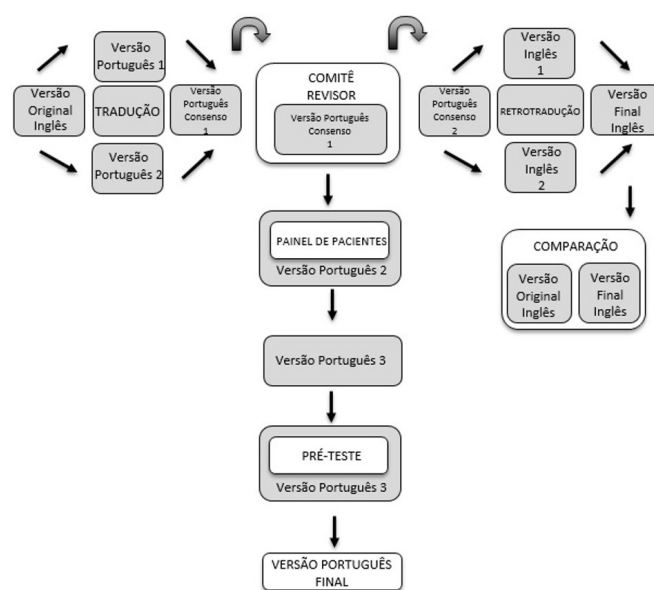 Versão
Português 1
Versão
Original
Inglês
TRADUÇÃO
Versão
Português
Consenso
1
Versão
Português 2
COMITÊ
REVISOR
Versão Português
Consenso
1
Versão
Inglês
1
Versão
Português
Consenso
2
RETROTRADUÇÃO
Versão
Final Inglês
Versão
Inglês
2
PAINEL DE PACIENTES
Versão Português 2
COMPARAÇÃO
Versão
Original
Inglês
Versão
Final
Inglês
Versão Português 3
PRÉ-TESTE
Versão Português 3
VERSÃO PORTUGUÊS
FINAL